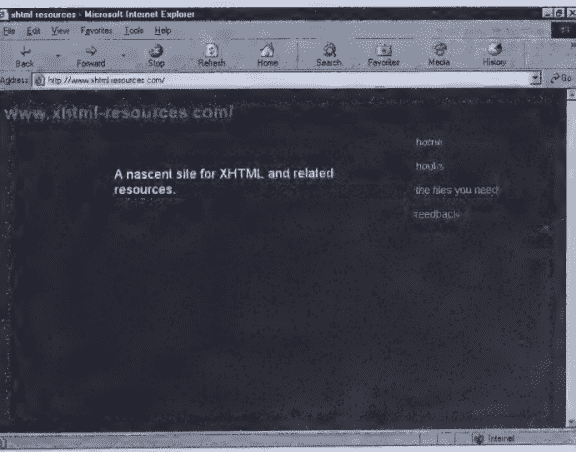 xhtml resources - Microsoft Internet Explorer
File Edit View Favorites Tools Help
Back Forward Stop Refresh Home Search Favorites Media History
Address http://www.xhtml-resources.com/ Go
www.xhtml-resources.com/
home
A nascent site for XHTML and related
resources.
books
the files you need
feedback
Internet